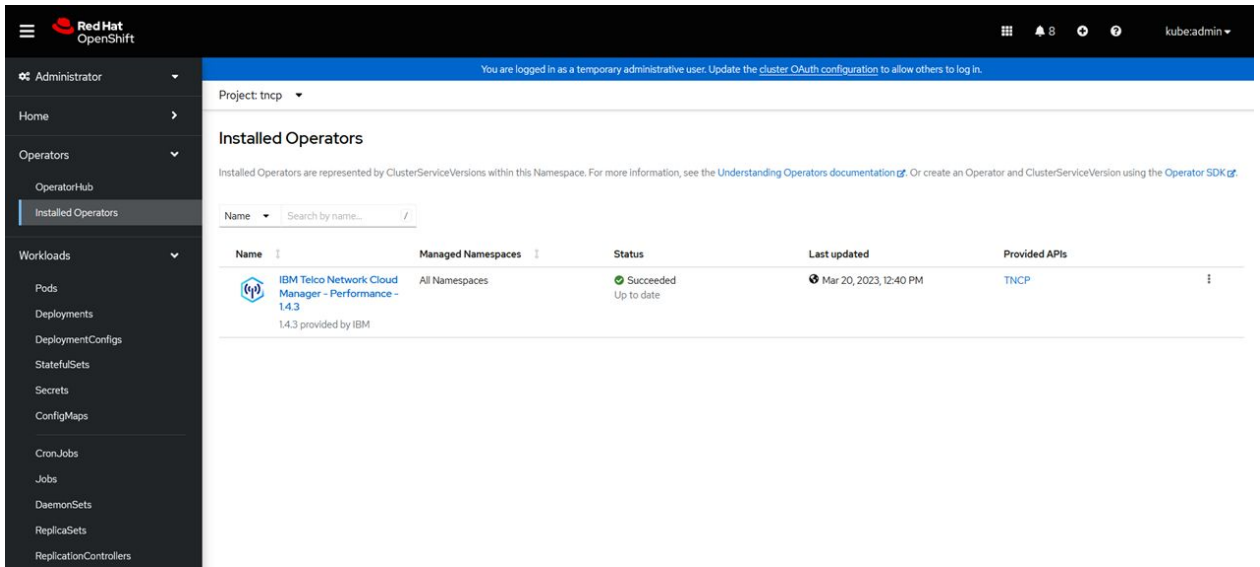 Red Hat
OpenShift
8
kube:admin
You are logged in as a temporary administrative user. Update the cluster OAuth configuration to allow others to log in.
Administrator
Home
Operators
OperatorHub
Installed Operators
Workloads
Pods
Deployments
DeploymentConfigs
StatefulSets
Secrets
ConfigMaps
CronJobs
Jobs
DaemonSets
ReplicaSets
ReplicationControllers
Project: tncp
Installed Operators
Installed Operators are represented by ClusterServiceVersions within this Namespace. For more information, see the Understanding Operators documentation. Or create an Operator and ClusterServiceVersion using the Operator SDK.
Name Search by name... /
Name Managed Namespaces Status Last updated Provided APIs
IBM Telco Network Cloud All Namespaces Succeeded Mar 20, 2023, 12:40 PM TNCP
Manager - Performance - Up to date
1.4.3
1.4.3 provided by IBM